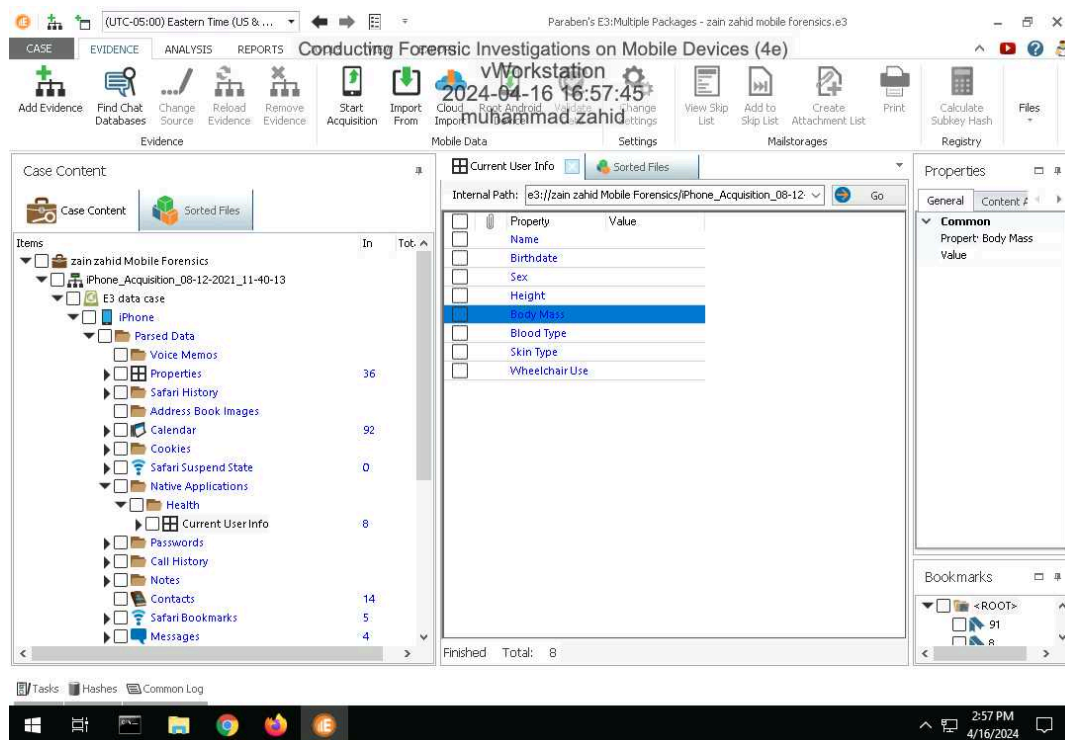 (UTC-05:00) Eastern Time (US & ...
Paraben's E3:Multiple Packages - zain zahid mobile forensics.e3
CASE EVIDENCE ANALYSIS REPORTS
Conducting Forensic Investigations on Mobile Devices (4e)
vWorkstation
2024-04-16 16:57:45
muhammad zahid
Add Evidence
Find Chat Databases
Change Source
Reload Evidence
Remove Evidence
Start Acquisition
Import From
Cloud Import
Root Android Device
Validate
Change Settings
View Skip List
Add to Skip List
Create Attachment List
Print
Calculate Subkey Hash
Files
Evidence
Mobile Data
Settings
Mailstorages
Registry
Case Content
Case Content
Sorted Files
Items In Tot.
zain zahid Mobile Forensics
iPhone_Acquisition_08-12-2021_11-40-13
E3 data case
iPhone
Parsed Data
Voice Memos
Properties 36
Safari History
Address Book Images
Calendar 92
Cookies
Safari Suspend State 0
Native Applications
Health
Current User Info 8
Passwords
Call History
Notes
Contacts 14
Safari Bookmarks 5
Messages 4
Current User Info
Sorted Files
Internal Path: e3://zain zahid Mobile Forensics/iPhone_Acquisition_08-12- Go
Property Value
Name
Birthdate
Sex
Height
Body Mass
Blood Type
Skin Type
Wheelchair Use
Finished Total: 8
Properties
General Content A
Common
Propert: Body Mass
Value
Bookmarks
<ROOT>
91
8
Tasks Hashes Common Log
2:57 PM
4/16/2024